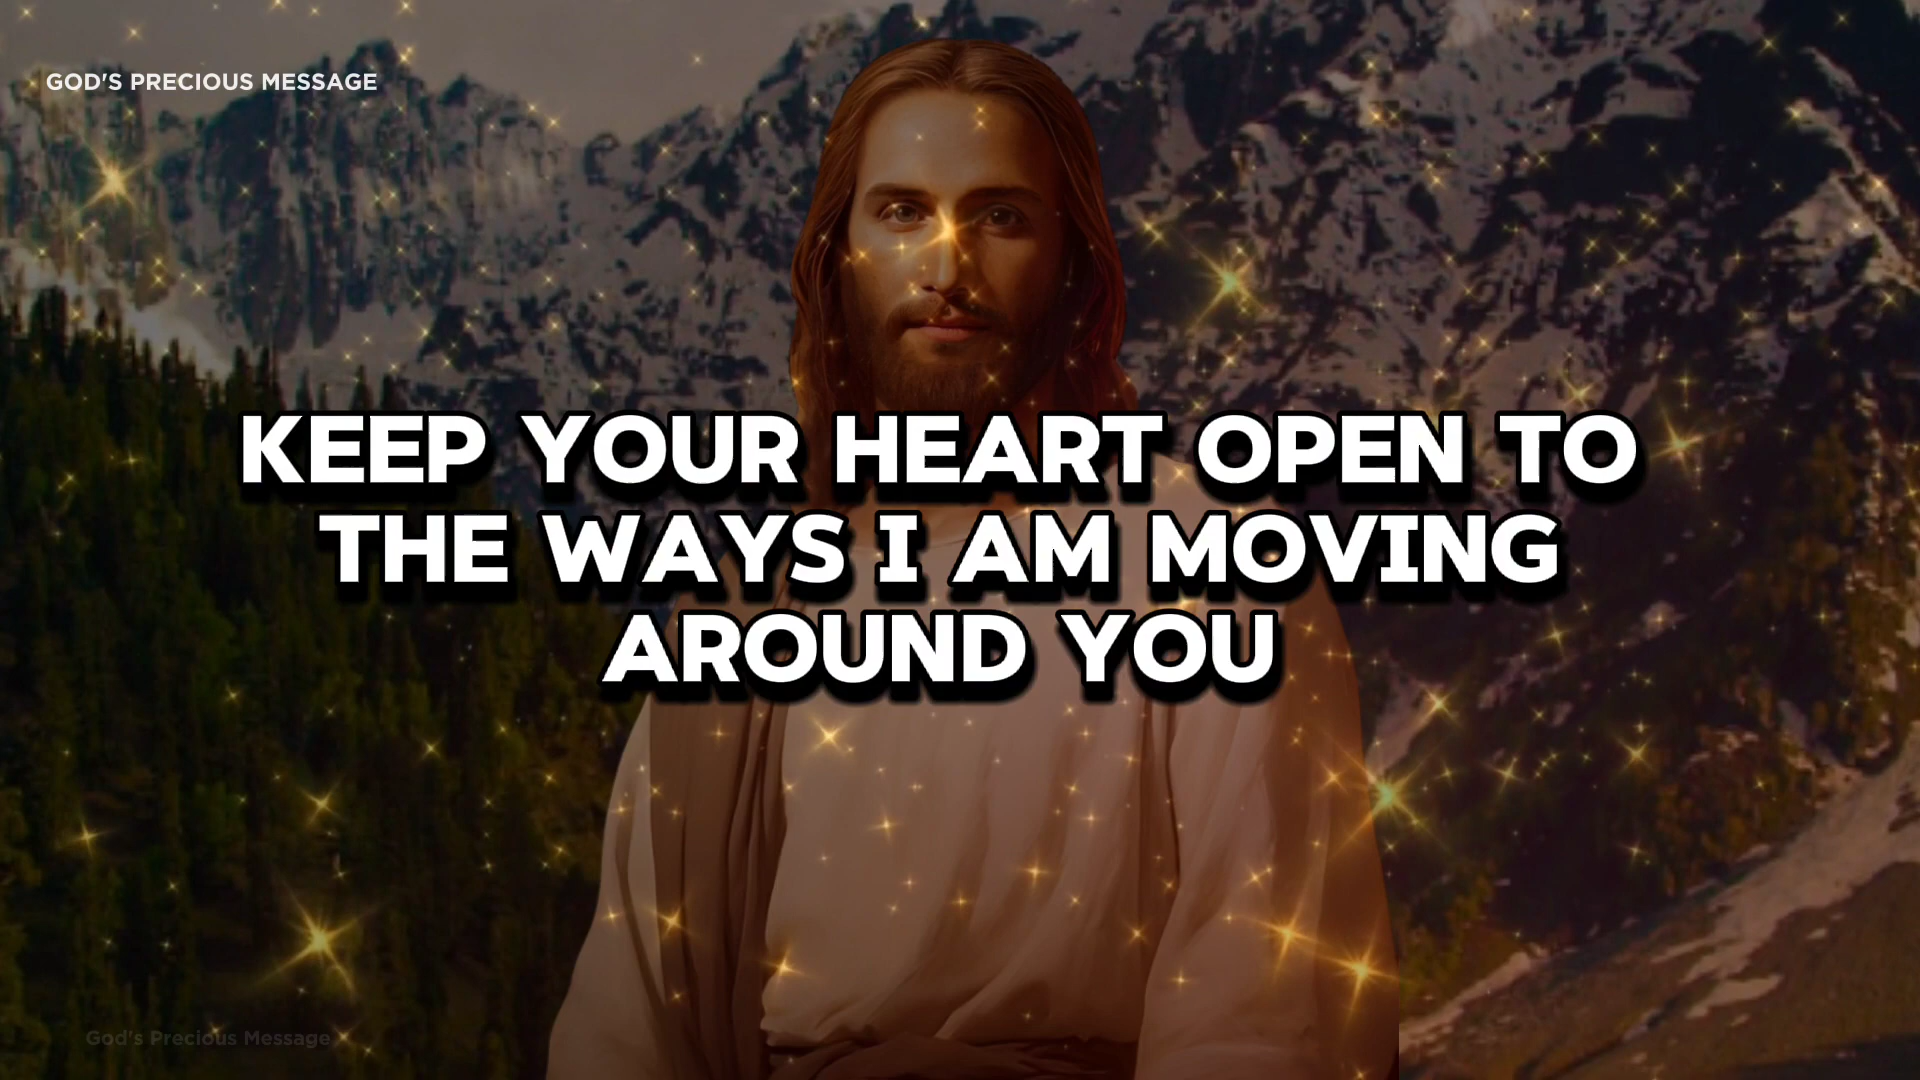 GOD'S PRECIOUS MESSAGE
KEEP YOUR HEART OPEN TO
THE WAYS I AM MOVING
AROUND YOU
God's Precious Message